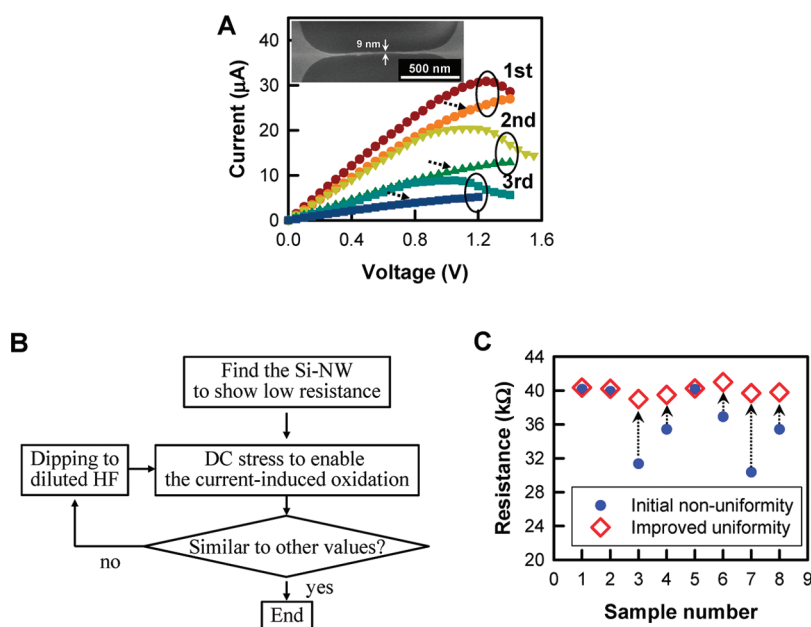 A
9 nm
500 nm
1st
2nd
3rd
Current (μA)
40
30
20
10
0
0.0 0.4 0.8 1.2 1.6
Voltage (V)
B
Find the Si-NW
to show low resistance
Dipping to
diluted HF
DC stress to enable
the current-induced oxidation
Similar to other values?
no
yes
End
C
Resistance (kΩ)
44
40
36
32
28
24
20
Initial non-uniformity
Improved uniformity
0 1 2 3 4 5 6 7 8 9
Sample number